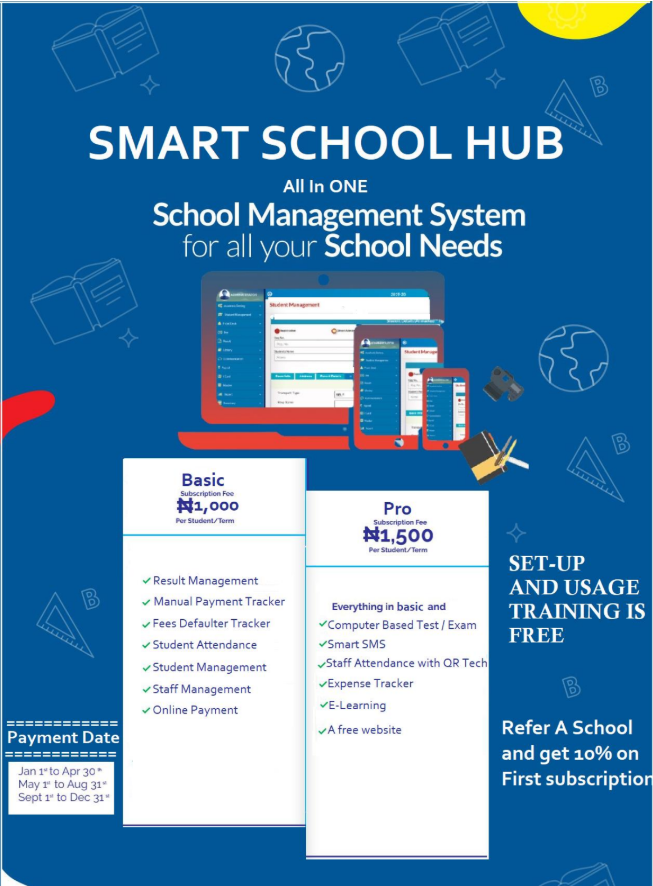 SMART SCHOOL HUB
All In ONE
School Management System
for all your School Needs
Student Management
Basic
Subscription Fee
₦1,000
Per Student/Term
Result Management
Manual Payment Tracker
Fees Defaulter Tracker
Student Attendance
Student Management
Staff Management
Online Payment
Pro
Subscription Fee
₦1,500
Per Student/Term
Everything in basic and
Computer Based Test / Exam
Smart SMS
Staff Attendance with QR Tech
Expense Tracker
E-Learning
A free website
SET-UP
AND USAGE
TRAINING IS
FREE
============
Payment Date
============
Jan 1st to Apr 30th
May 1st to Aug 31st
Sept 1st to Dec 31st
Refer A School
and get 10% on
First subscription
B
B
B
B